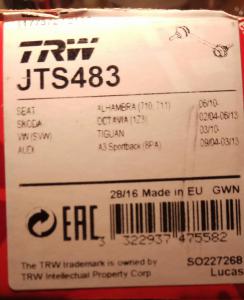 TRW
JTS483
SEAT ALHAMBRA (710, 711) 06/10-
SKODA OCTAVIA (1Z3) 02/04-06/13
VW (SVW) TIGUAN 03/10-
AUDI A3 Sportback (8PA) 09/04-03/13
28/16 Made in EU GWN
EAC
3 322937 475582
The TRW trademark is owned by SO227268
TRW Intellectual Property Corp Lucas